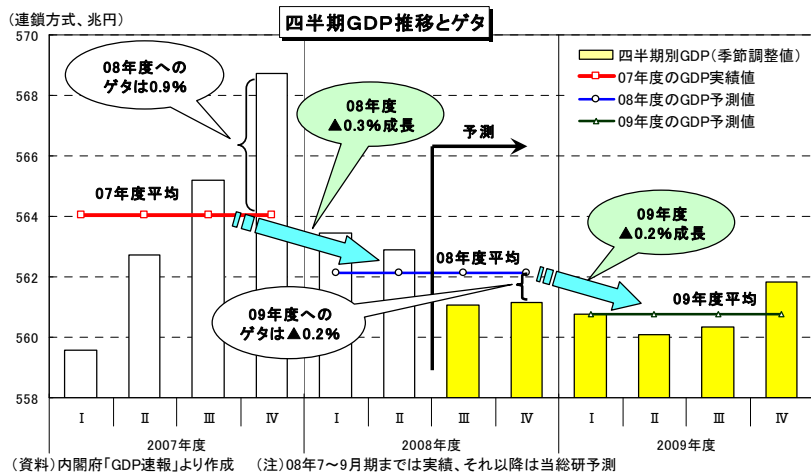 四半期GDP推移とゲタ
（連鎖方式、兆円）
570
568
566
564
562
560
558
08年度への
ゲタは0.9%
08年度
▲0.3%成長
予測
四半期別GDP（季節調整値）
07年度のGDP実績値
08年度のGDP予測値
09年度のGDP予測値
07年度平均
08年度平均
09年度
▲0.2%成長
09年度平均
09年度への
ゲタは▲0.2%
Ⅰ Ⅱ Ⅲ Ⅳ Ⅰ Ⅱ Ⅲ Ⅳ Ⅰ Ⅱ Ⅲ Ⅳ
2007年度 2008年度 2009年度
（資料）内閣府「GDP速報」より作成 （注）08年7～9月期までは実績、それ以降は当総研予測